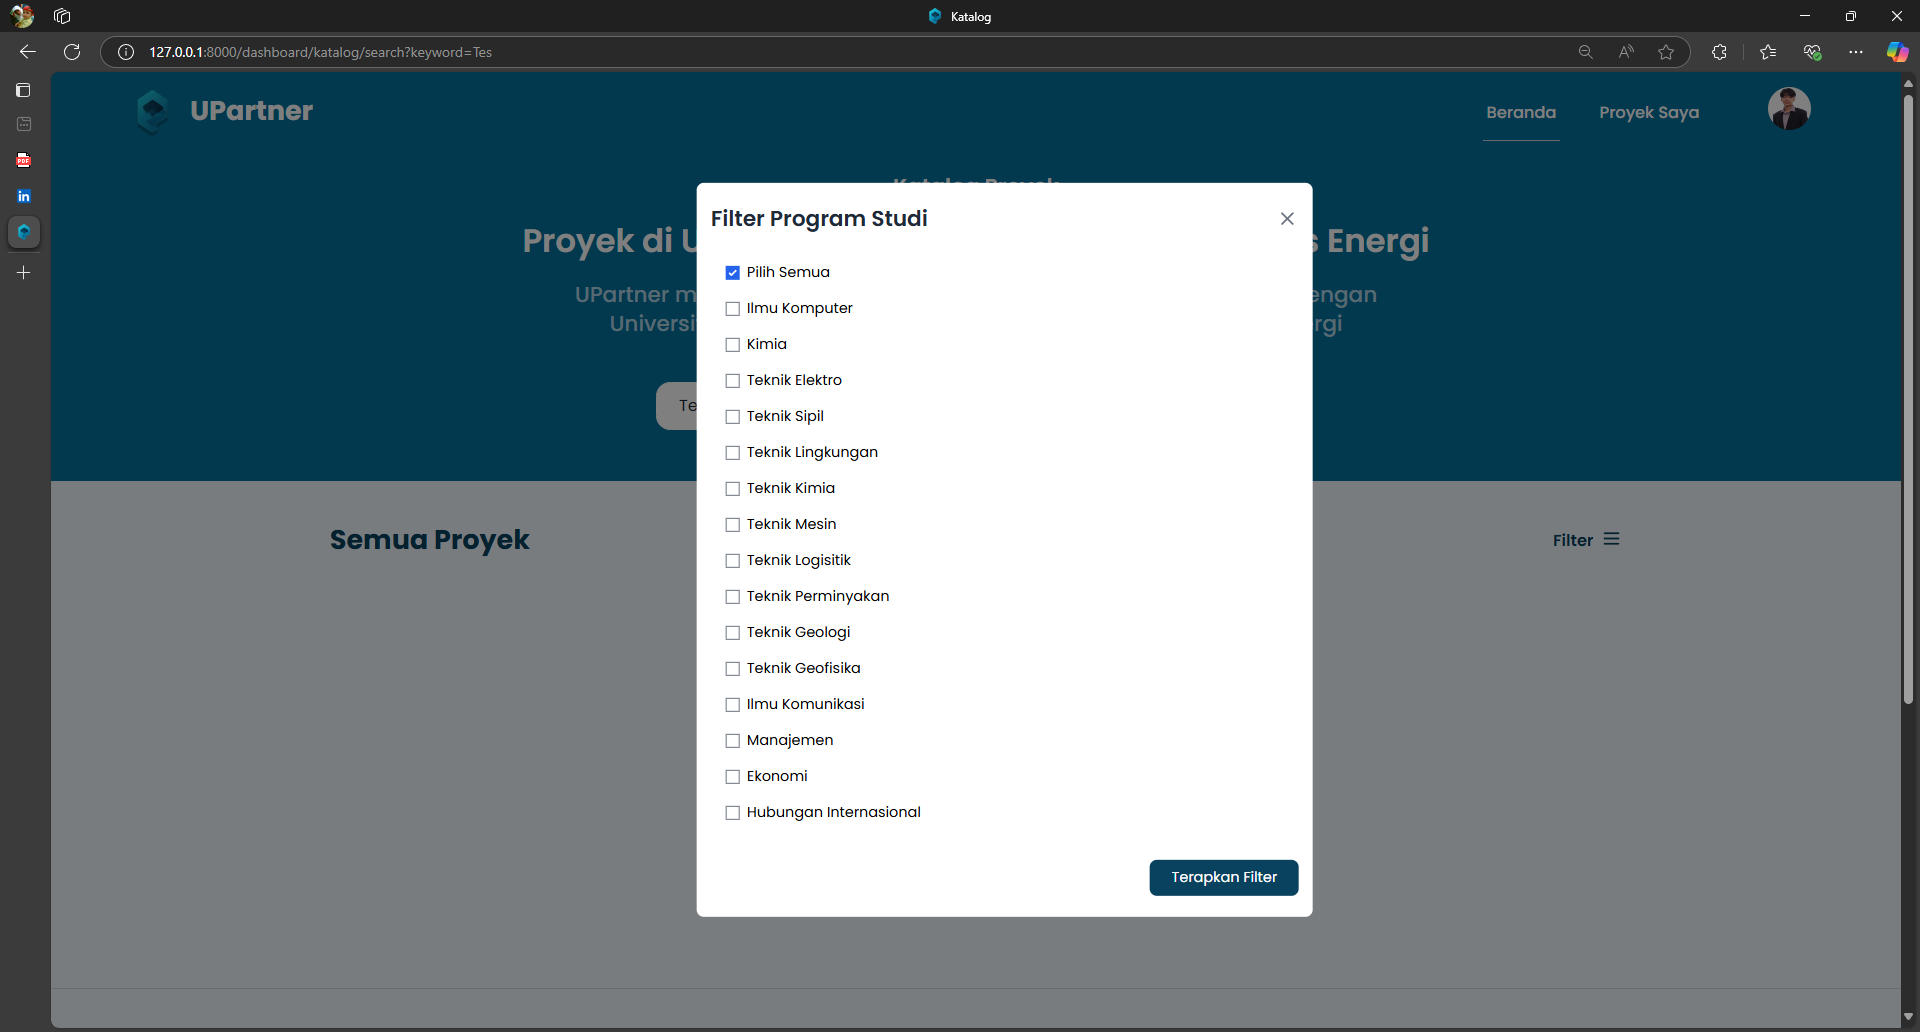 Katalog
127.0.0.1:8000/dashboard/katalog/search?keyword=Tes
UPartner
Beranda
Proyek Saya
Katalog Proyek
Proyek di
Energi
UPartner
engan
rgi
Te
Filter Program Studi
Pilih Semua
Ilmu Komputer
Kimia
Teknik Elektro
Teknik Sipil
Teknik Lingkungan
Teknik Kimia
Teknik Mesin
Teknik Logisitik
Teknik Perminyakan
Teknik Geologi
Teknik Geofisika
Ilmu Komunikasi
Manajemen
Ekonomi
Hubungan Internasional
Terapkan Filter
Semua Proyek
Filter